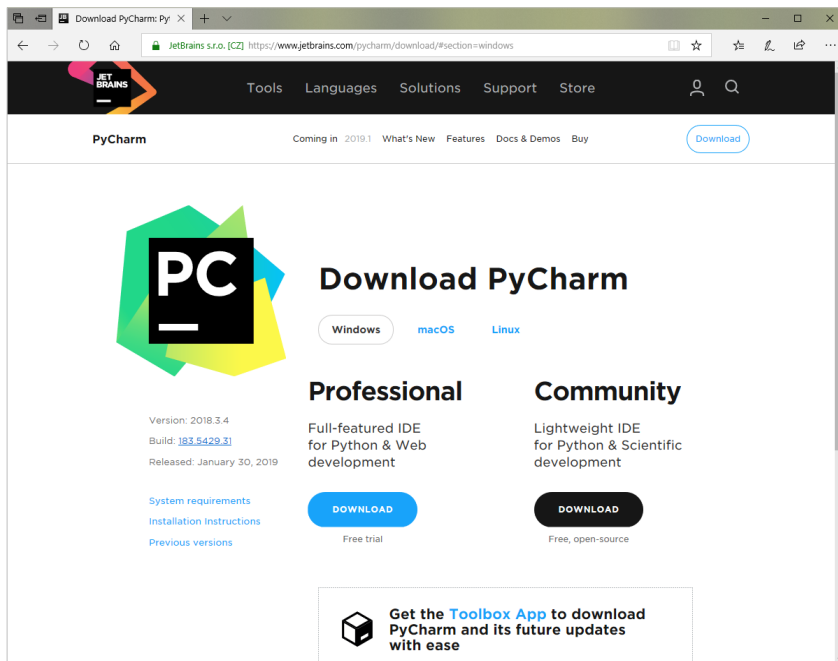 Download PyCharm: Py
JetBrains s.r.o. [CZ] https://www.jetbrains.com/pycharm/download/#section=windows
JET
BRAINS
Tools Languages Solutions Support Store
PyCharm Coming in 2019.1 What's New Features Docs & Demos Buy Download
PC
Download PyCharm
Windows macOS Linux
Professional
Full-featured IDE
for Python & Web
development
DOWNLOAD
Free trial
Community
Lightweight IDE
for Python & Scientific
development
DOWNLOAD
Free, open-source
Version: 2018.3.4
Build: 183.5429.31
Released: January 30, 2019
System requirements
Installation Instructions
Previous versions
Get the Toolbox App to download
PyCharm and its future updates
with ease